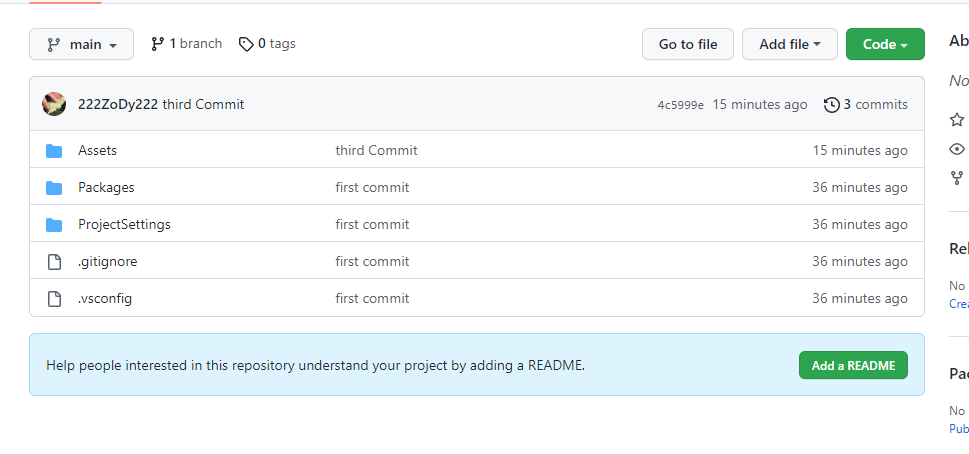 main 1 branch 0 tags Go to file Add file Code
222ZoDy222 third Commit 4c5999e 15 minutes ago 3 commits
Assets third Commit 15 minutes ago
Packages first commit 36 minutes ago
ProjectSettings first commit 36 minutes ago
.gitignore first commit 36 minutes ago
.vsconfig first commit 36 minutes ago
Help people interested in this repository understand your project by adding a README. Add a README
Ab
No
Rel
No
Crea
Pac
No
Pub